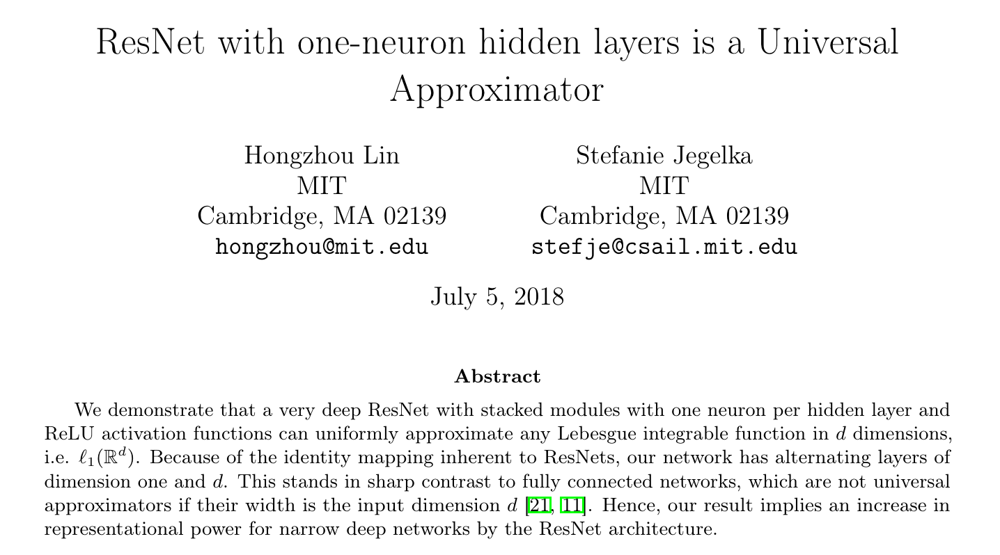 ResNet with one-neuron hidden layers is a Universal
Approximator
Hongzhou Lin
MIT
Cambridge, MA 02139
hongzhou@mit.edu
Stefanie Jegelka
MIT
Cambridge, MA 02139
stefje@csail.mit.edu
July 5, 2018
Abstract
We demonstrate that a very deep ResNet with stacked modules with one neuron per hidden layer and
ReLU activation functions can uniformly approximate any Lebesgue integrable function in d dimensions,
i.e. ℓ₁(ℝᵈ). Because of the identity mapping inherent to ResNets, our network has alternating layers of
dimension one and d. This stands in sharp contrast to fully connected networks, which are not universal
approximators if their width is the input dimension d [21, 11]. Hence, our result implies an increase in
representational power for narrow deep networks by the ResNet architecture.